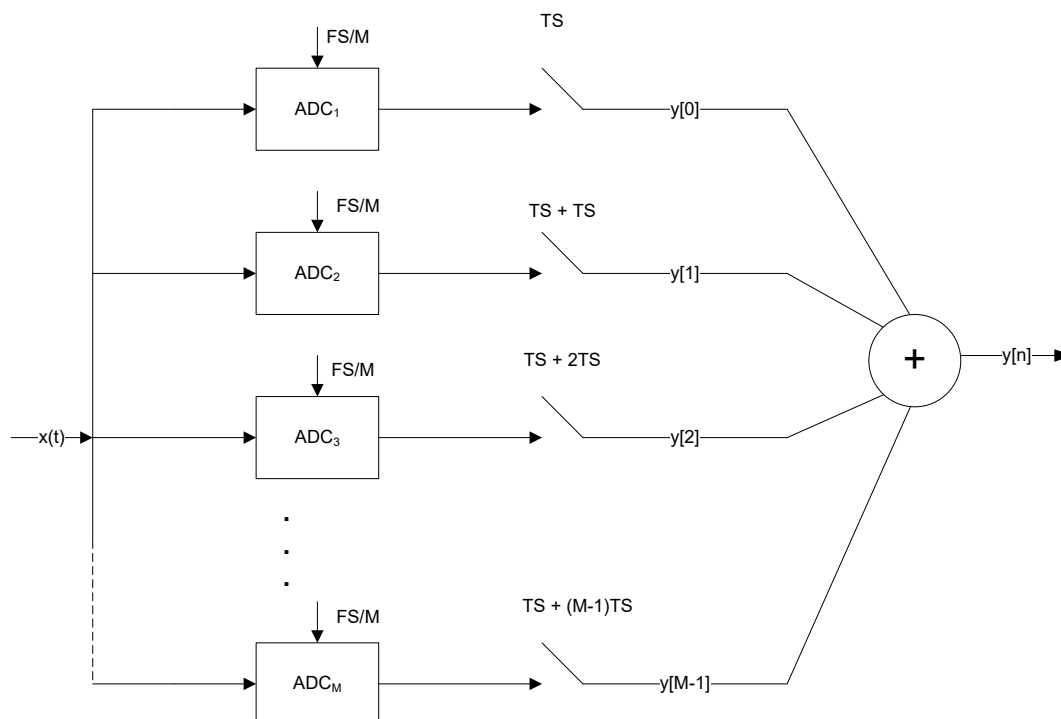 TS
FS/M
ADC₁
y[0]
TS + TS
FS/M
ADC₂
y[1]
TS + 2TS
FS/M
+
y[n]
x(t)
ADC₃
y[2]
TS + (M-1)TS
FS/M
ADC_M
y[M-1]